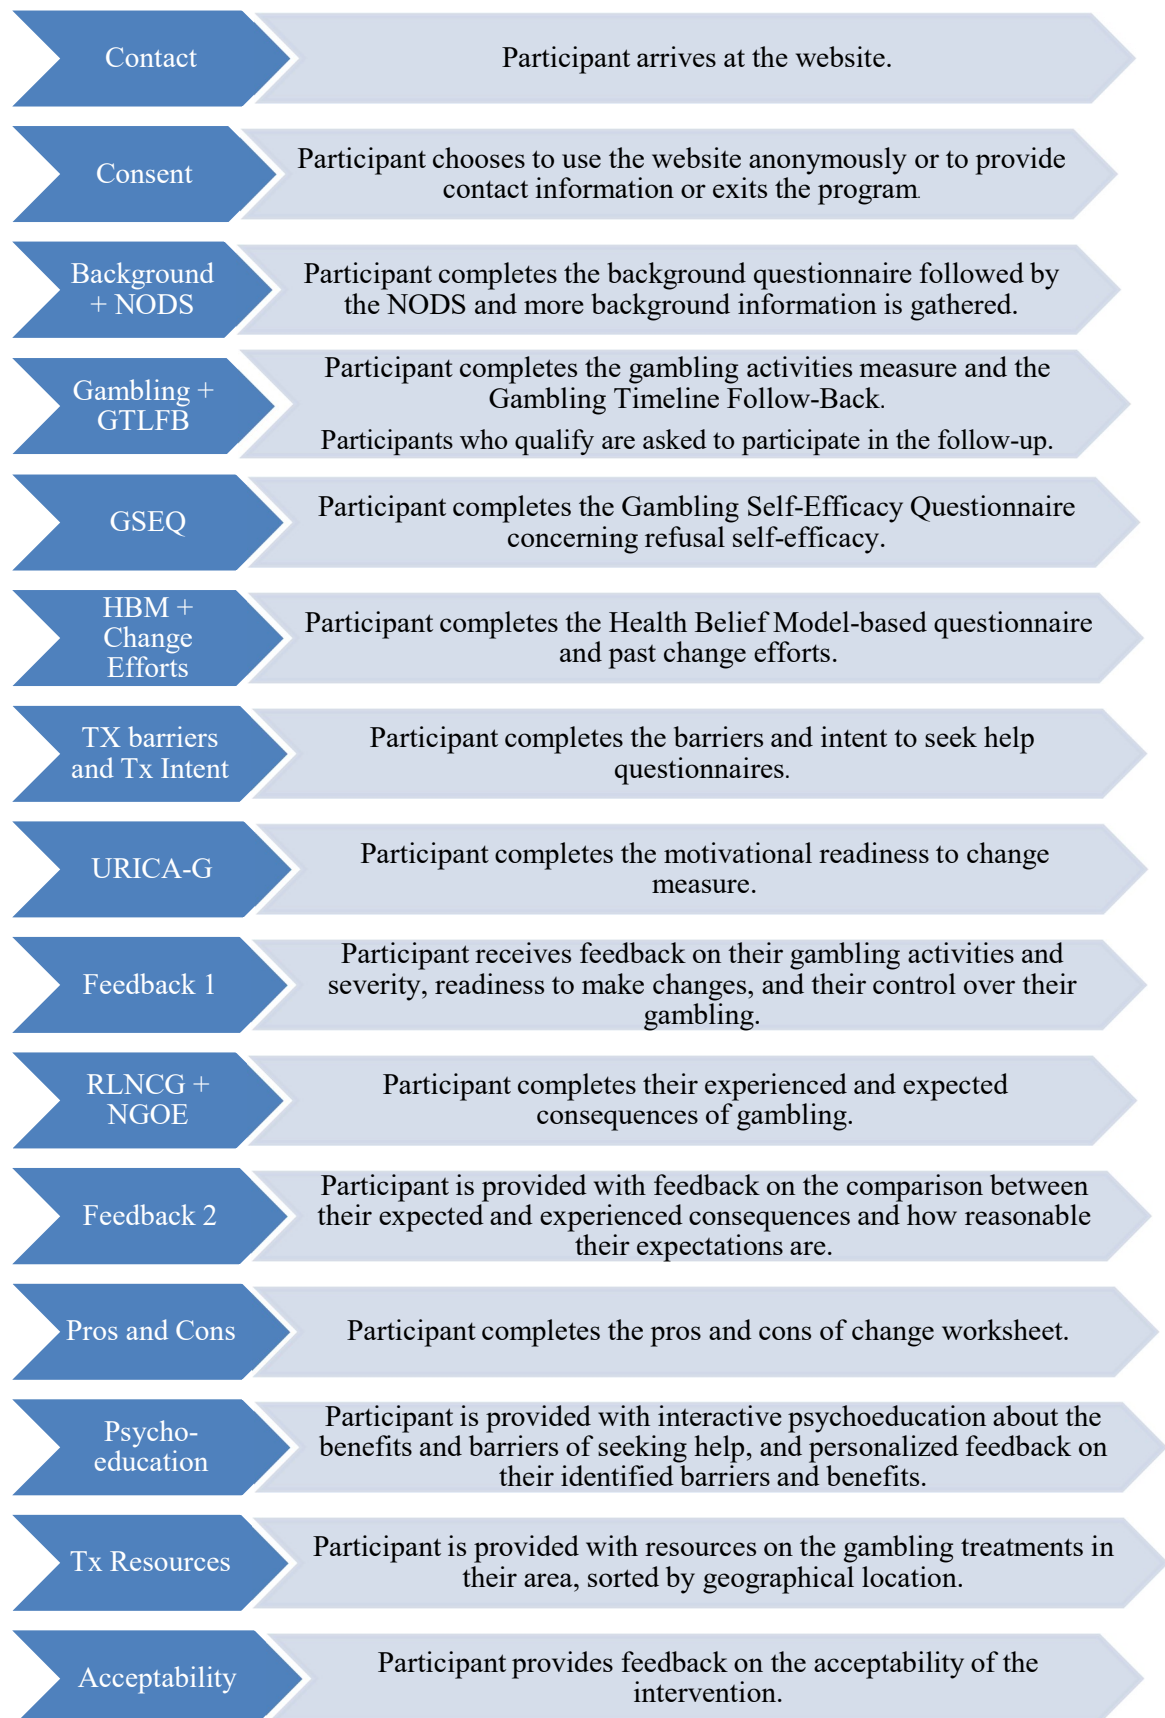 Contact
Participant arrives at the website.
Consent
Participant chooses to use the website anonymously or to provide
contact information or exits the program.
Background
+ NODS
Participant completes the background questionnaire followed by
the NODS and more background information is gathered.
Gambling +
GTLFB
Participant completes the gambling activities measure and the
Gambling Timeline Follow-Back.
Participants who qualify are asked to participate in the follow-up.
GSEQ
Participant completes the Gambling Self-Efficacy Questionnaire
concerning refusal self-efficacy.
HBM +
Change
Efforts
Participant completes the Health Belief Model-based questionnaire
and past change efforts.
TX barriers
and Tx Intent
Participant completes the barriers and intent to seek help
questionnaires.
URICA-G
Participant completes the motivational readiness to change
measure.
Feedback 1
Participant receives feedback on their gambling activities and
severity, readiness to make changes, and their control over their
gambling.
RLNCG +
NGOE
Participant completes their experienced and expected
consequences of gambling.
Feedback 2
Participant is provided with feedback on the comparison between
their expected and experienced consequences and how reasonable
their expectations are.
Pros and Cons
Participant completes the pros and cons of change worksheet.
Psycho-
education
Participant is provided with interactive psychoeducation about the
benefits and barriers of seeking help, and personalized feedback on
their identified barriers and benefits.
Tx Resources
Participant is provided with resources on the gambling treatments in
their area, sorted by geographical location.
Acceptability
Participant provides feedback on the acceptability of the
intervention.